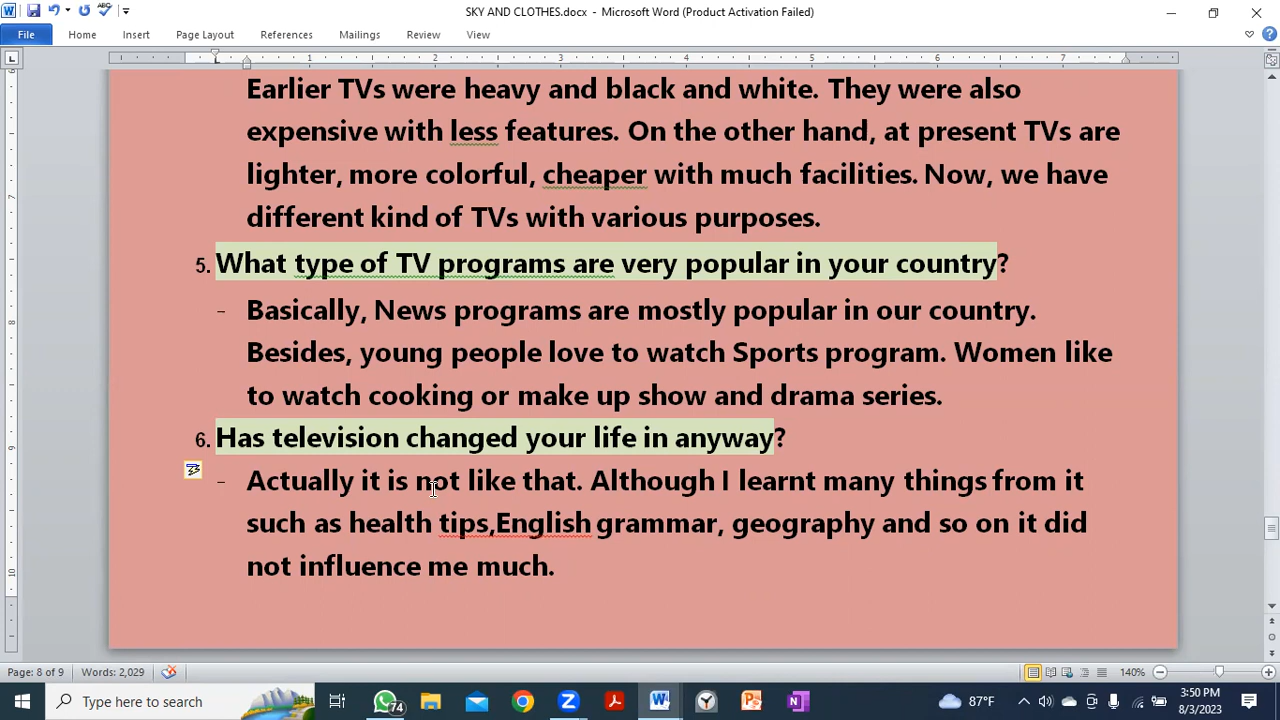 SKY AND CLOTHES.docx - Microsoft Word (Product Activation Failed)
File Home Insert Page Layout References Mailings Review View
1 2 3 4 5 6 7
Earlier TVs were heavy and black and white. They were also
expensive with less features. On the other hand, at present TVs are
lighter, more colorful, cheaper with much facilities. Now, we have
different kind of TVs with various purposes.
5. What type of TV programs are very popular in your country?
- Basically, News programs are mostly popular in our country.
Besides, young people love to watch Sports program. Women like
to watch cooking or make up show and drama series.
6. Has television changed your life in anyway?
- Actually it is not like that. Although I learnt many things from it
such as health tips,English grammar, geography and so on it did
not influence me much.
Page: 8 of 9 Words: 2,029 140%
Type here to search 74 87°F 3:50 PM
8/3/2023